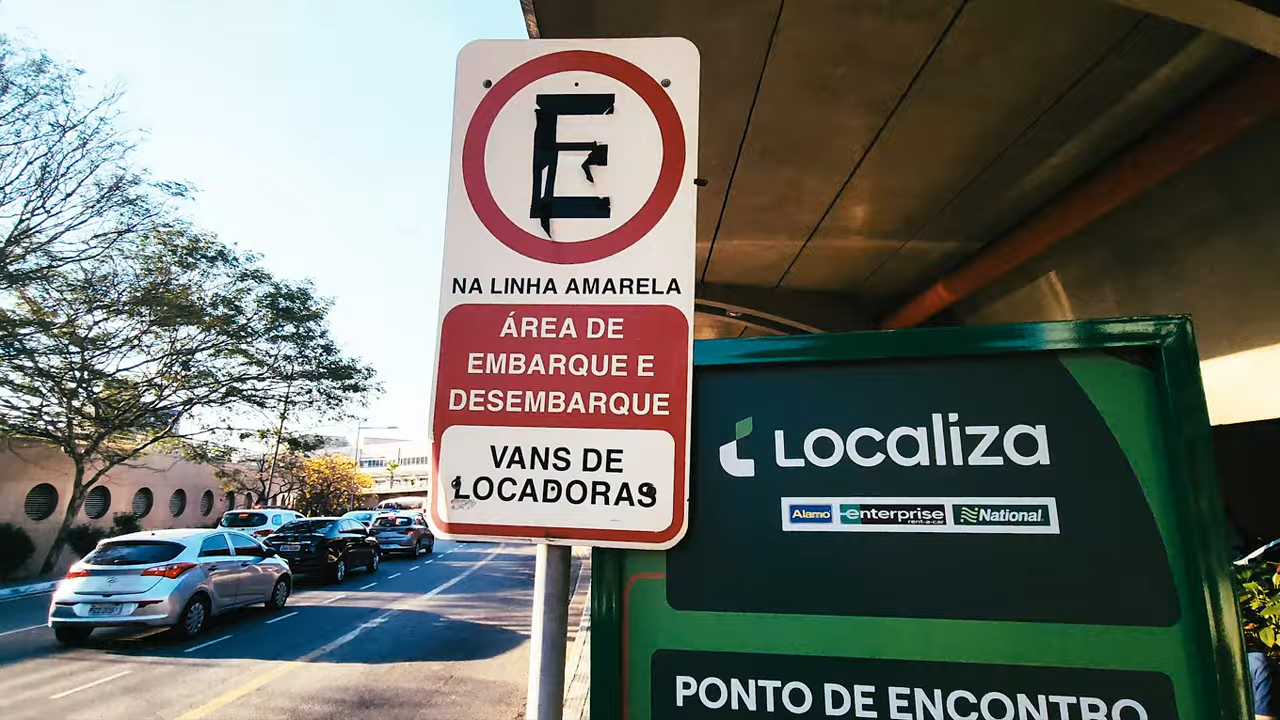 E
NA LINHA AMARELA
ÁREA DE
EMBARQUE E
DESEMBARQUE
VANS DE
LOCADORAS
Localiza
Alamo enterprise National
rent-a-car
PONTO DE ENCONTRO